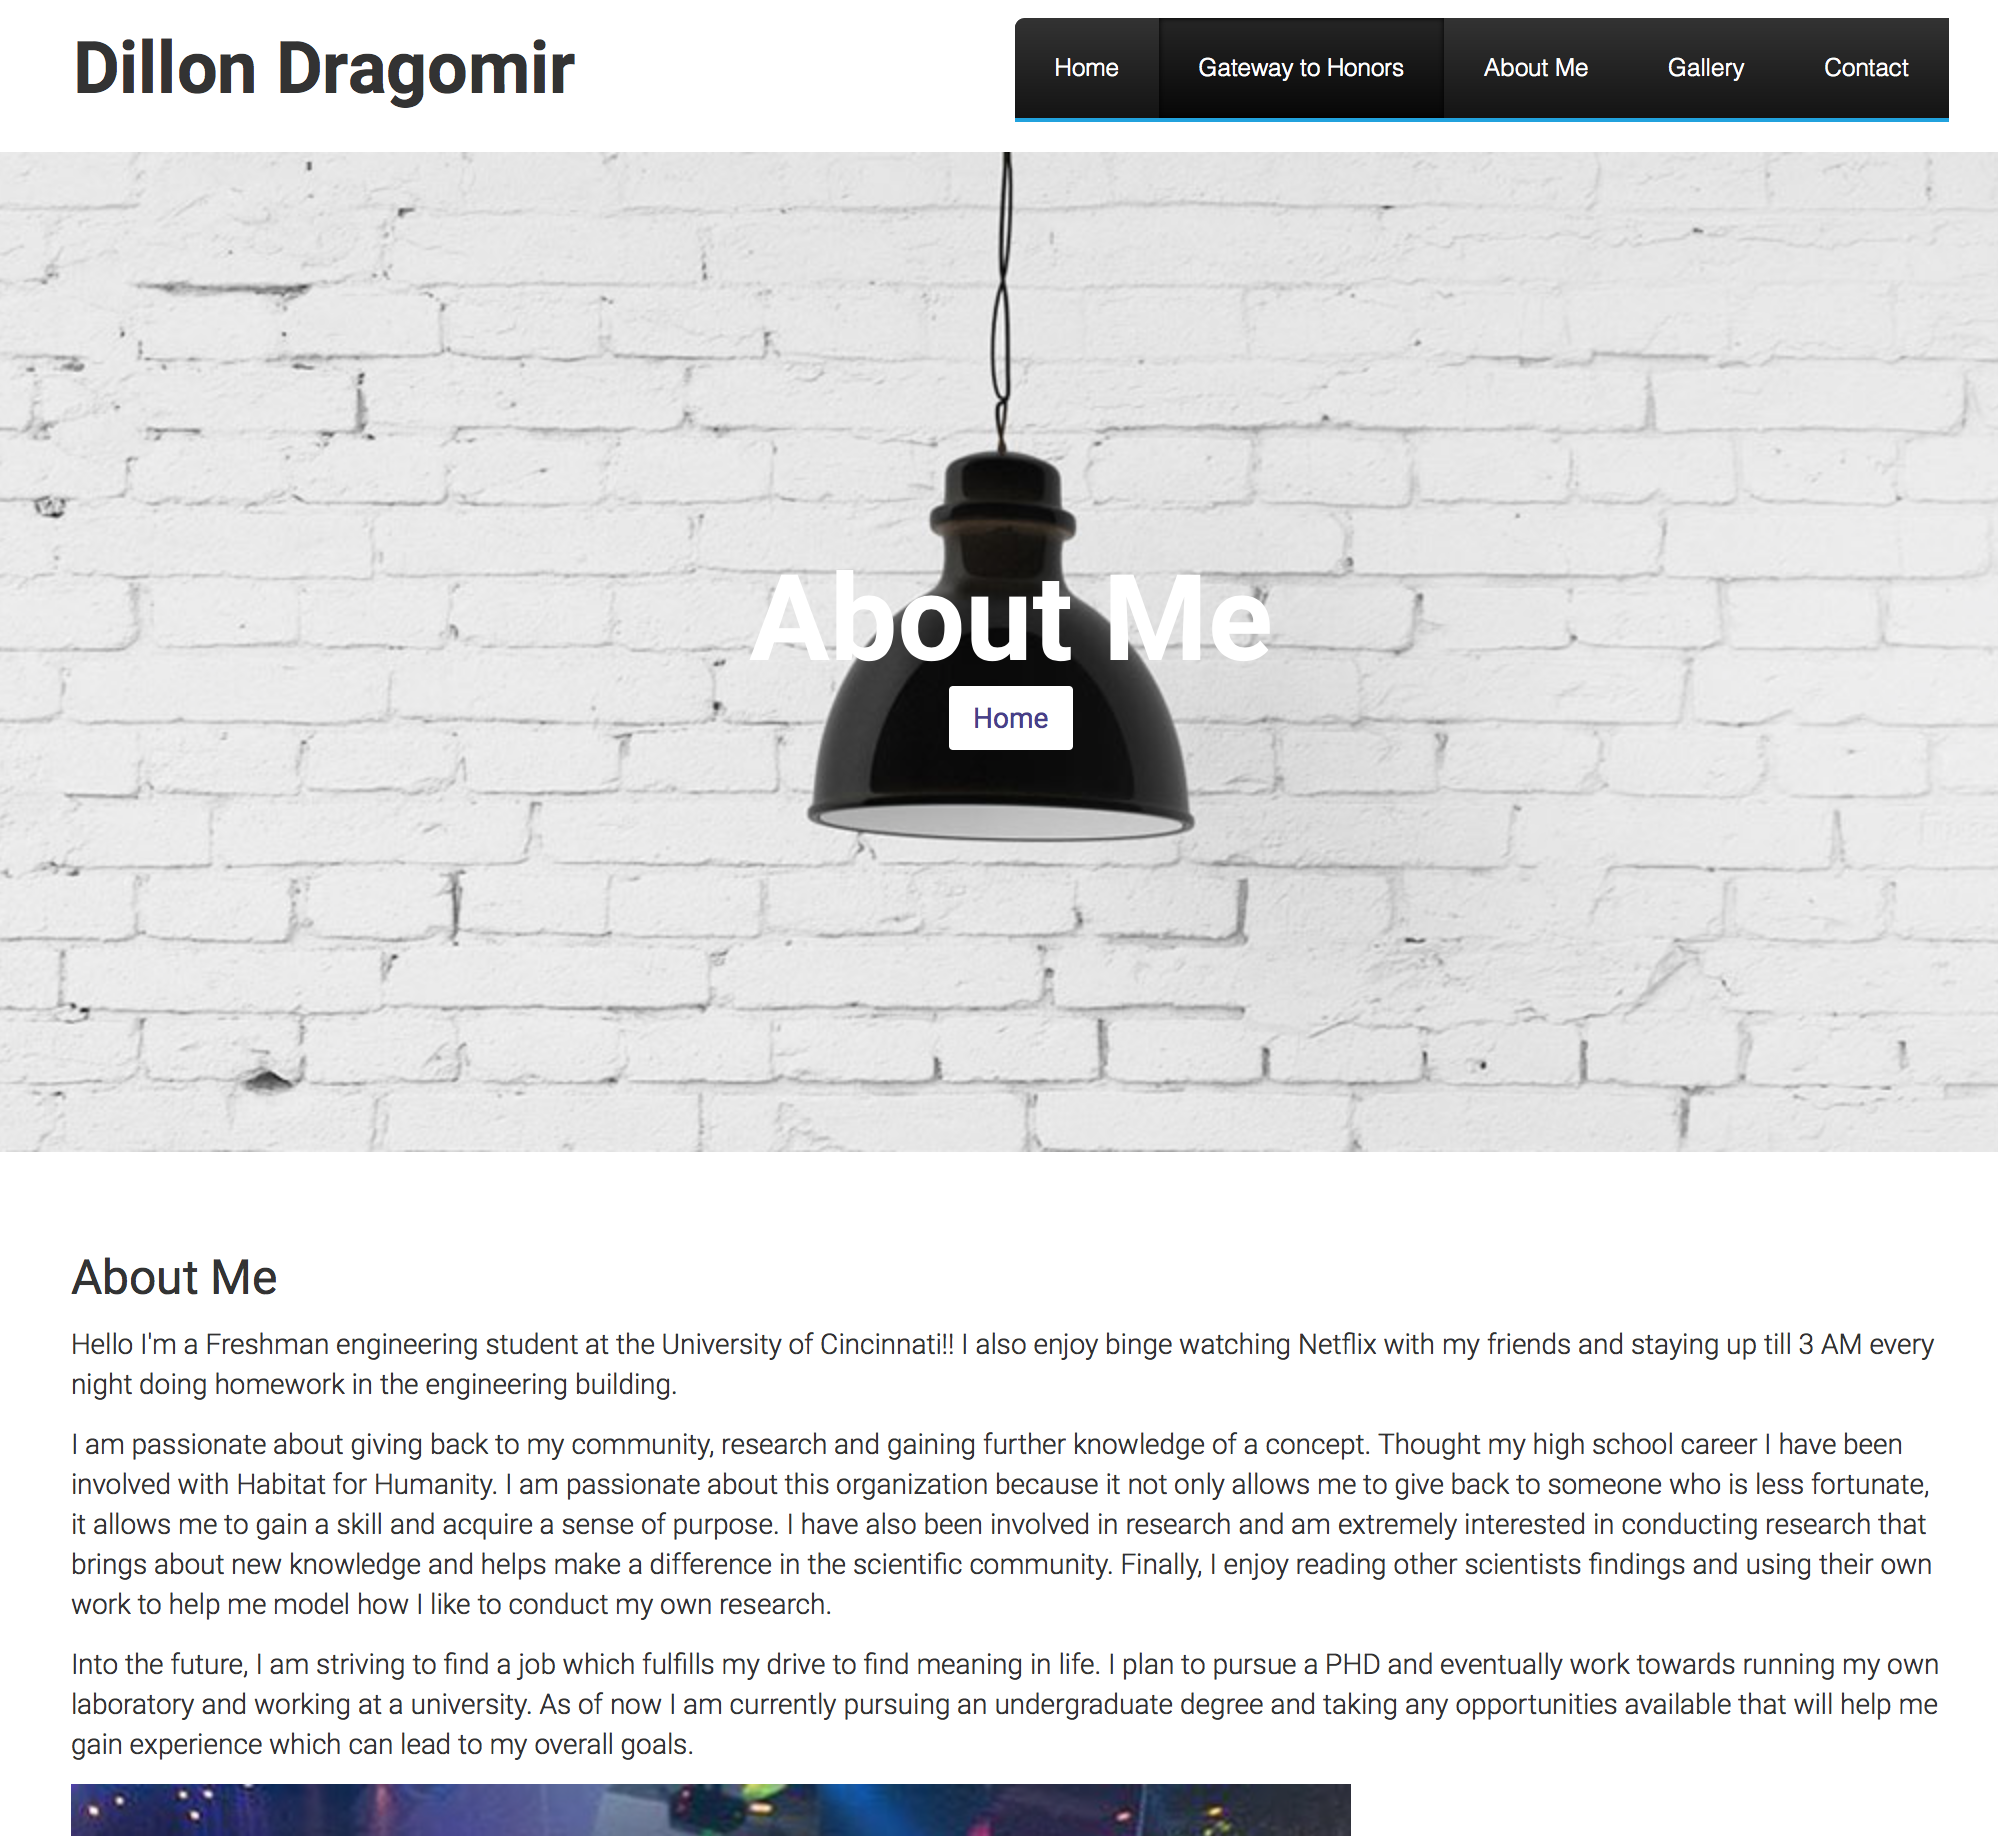 Dillon Dragomir
Home
Gateway to Honors
About Me
Gallery
Contact
About Me
Home
About Me
Hello I'm a Freshman engineering student at the University of Cincinnati!! I also enjoy binge watching Netflix with my friends and staying up till 3 AM every
night doing homework in the engineering building.
I am passionate about giving back to my community, research and gaining further knowledge of a concept. Thought my high school career I have been
involved with Habitat for Humanity. I am passionate about this organization because it not only allows me to give back to someone who is less fortunate,
it allows me to gain a skill and acquire a sense of purpose. I have also been involved in research and am extremely interested in conducting research that
brings about new knowledge and helps make a difference in the scientific community. Finally, I enjoy reading other scientists findings and using their own
work to help me model how I like to conduct my own research.
Into the future, I am striving to find a job which fulfills my drive to find meaning in life. I plan to pursue a PHD and eventually work towards running my own
laboratory and working at a university. As of now I am currently pursuing an undergraduate degree and taking any opportunities available that will help me
gain experience which can lead to my overall goals.